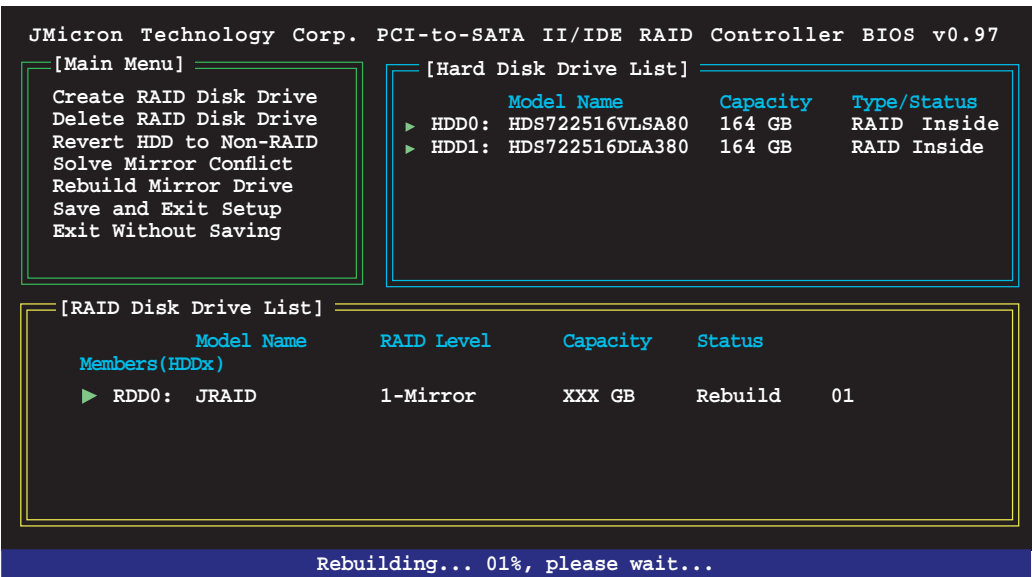 JMicron Technology Corp. PCI-to-SATA II/IDE RAID Controller BIOS v0.97
[Main Menu]
Create RAID Disk Drive
Delete RAID Disk Drive
Revert HDD to Non-RAID
Solve Mirror Conflict
Rebuild Mirror Drive
Save and Exit Setup
Exit Without Saving
[Hard Disk Drive List]
Model Name Capacity Type/Status
HDD0: HDS722516VLSA80 164 GB RAID Inside
HDD1: HDS722516DLA380 164 GB RAID Inside
[RAID Disk Drive List]
Model Name RAID Level Capacity Status
Members(HDDx)
RDD0: JRAID 1-Mirror XXX GB Rebuild 01
Rebuilding... 01%, please wait...